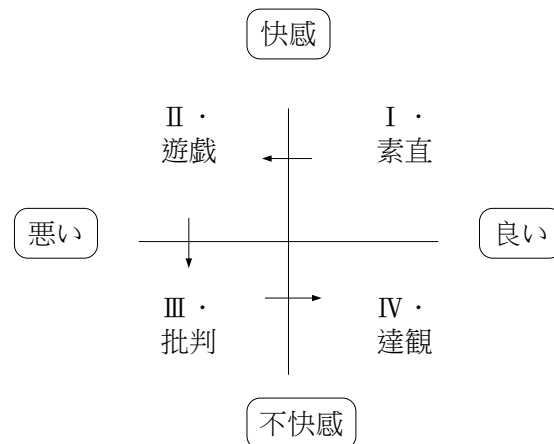 快感
Ⅱ・
遊戯
Ⅰ・
素直
悪い
良い
Ⅲ・
批判
Ⅳ・
達観
不快感